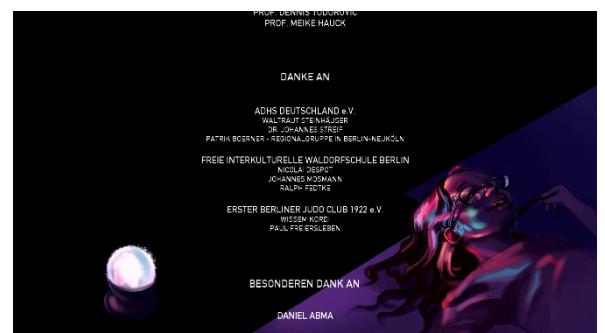 PROF. DENNIS TODOROVIC
PROF. MEIKE HAUCK
DANKE AN
ADHS DEUTSCHLAND e.V.
WALTRAUT STEINHÄUSER
DR. JOHANNES STREIF
PATRIK BOERNER - REGIONALGRUPPE IN BERLIN-NEUKÖLN
FREIE INTERKULTURELLE WALDORFSCHULE BERLIN
NICOLAI DESPOT
JOHANNES MOSMANN
RALPH FEDTKE
ERSTER BERLINER JUDO CLUB 1922 e.V.
WISSEM KORDI
PAUL FREIERSLEBEN
BESONDEREN DANK AN
DANIEL ABMA